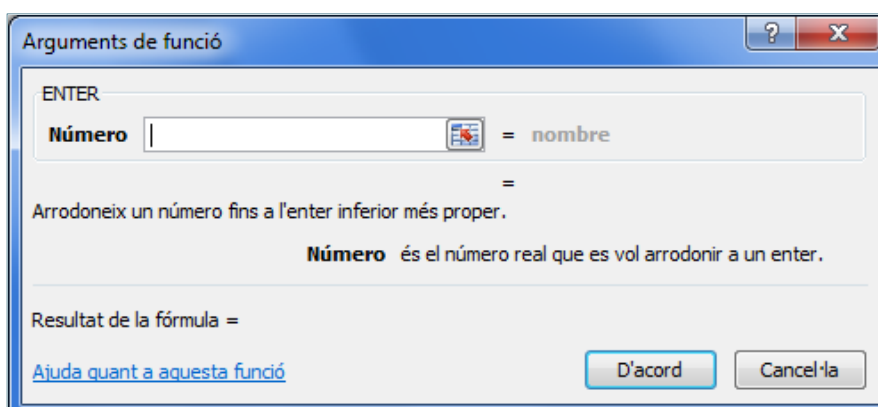 Arguments de funció
ENTER
Número = nombre
=
Arrodoneix un número fins a l'enter inferior més proper.
Número és el número real que es vol arrodonir a un enter.
Resultat de la fórmula =
Ajuda quant a aquesta funció
D'acord Cancel·la